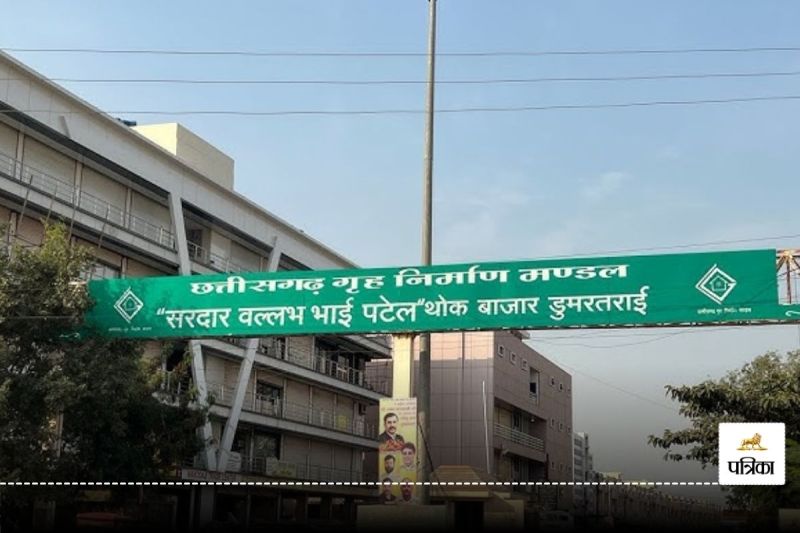 छत्तीसगढ़ गृह निर्माण मण्डल
"सरदार वल्लभ भाई पटेल"थोक बाजार डुमरतराई
पत्रिका